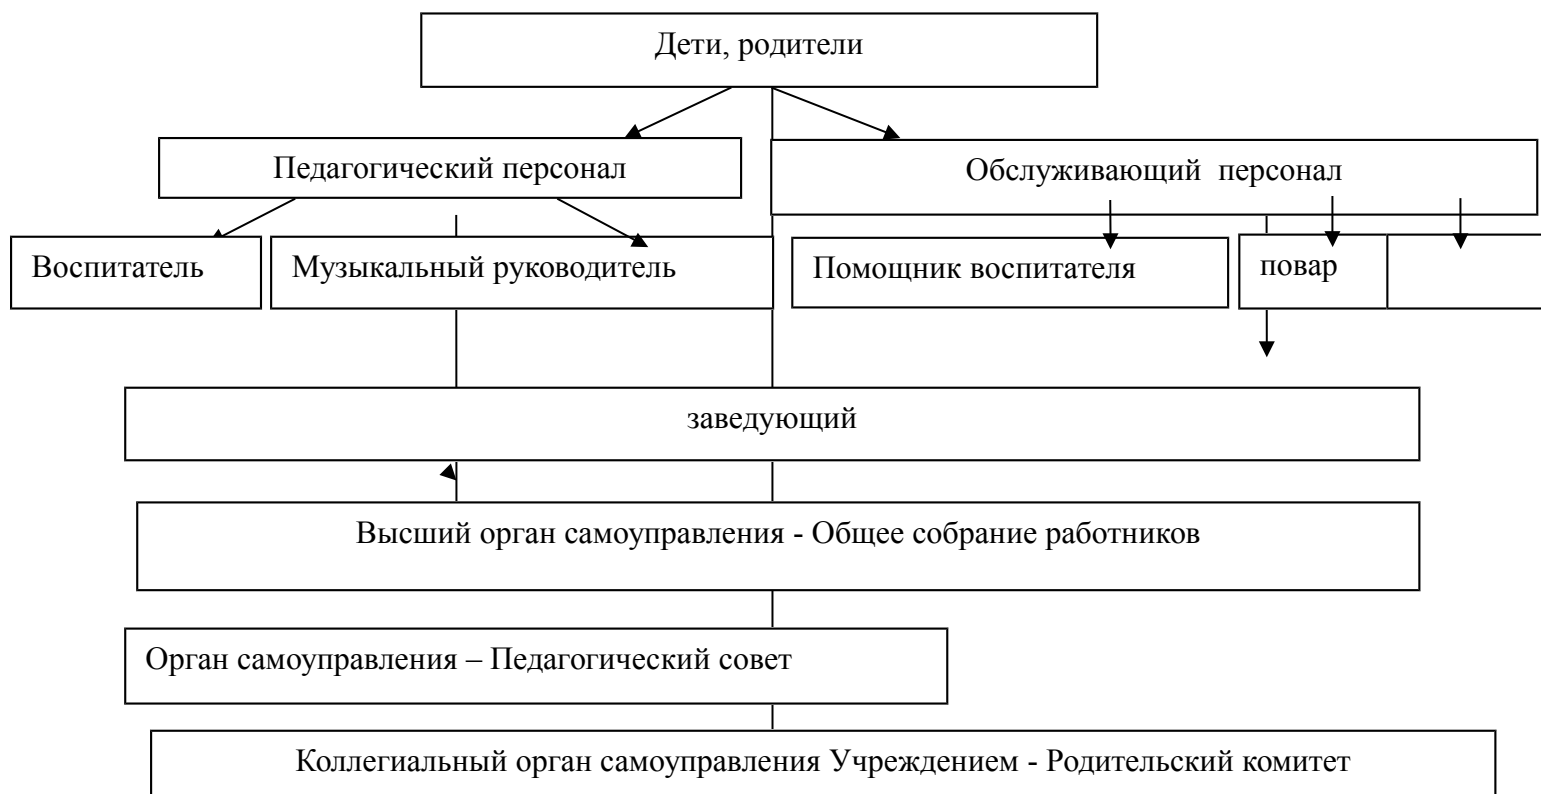 Дети, родители
Педагогический персонал
Обслуживающий  персонал
Воспитатель
Музыкальный руководитель
Помощник воспитателя
повар
заведующий
Высший орган самоуправления - Общее собрание работников
Орган самоуправления – Педагогический совет
Коллегиальный орган самоуправления Учреждением - Родительский комитет